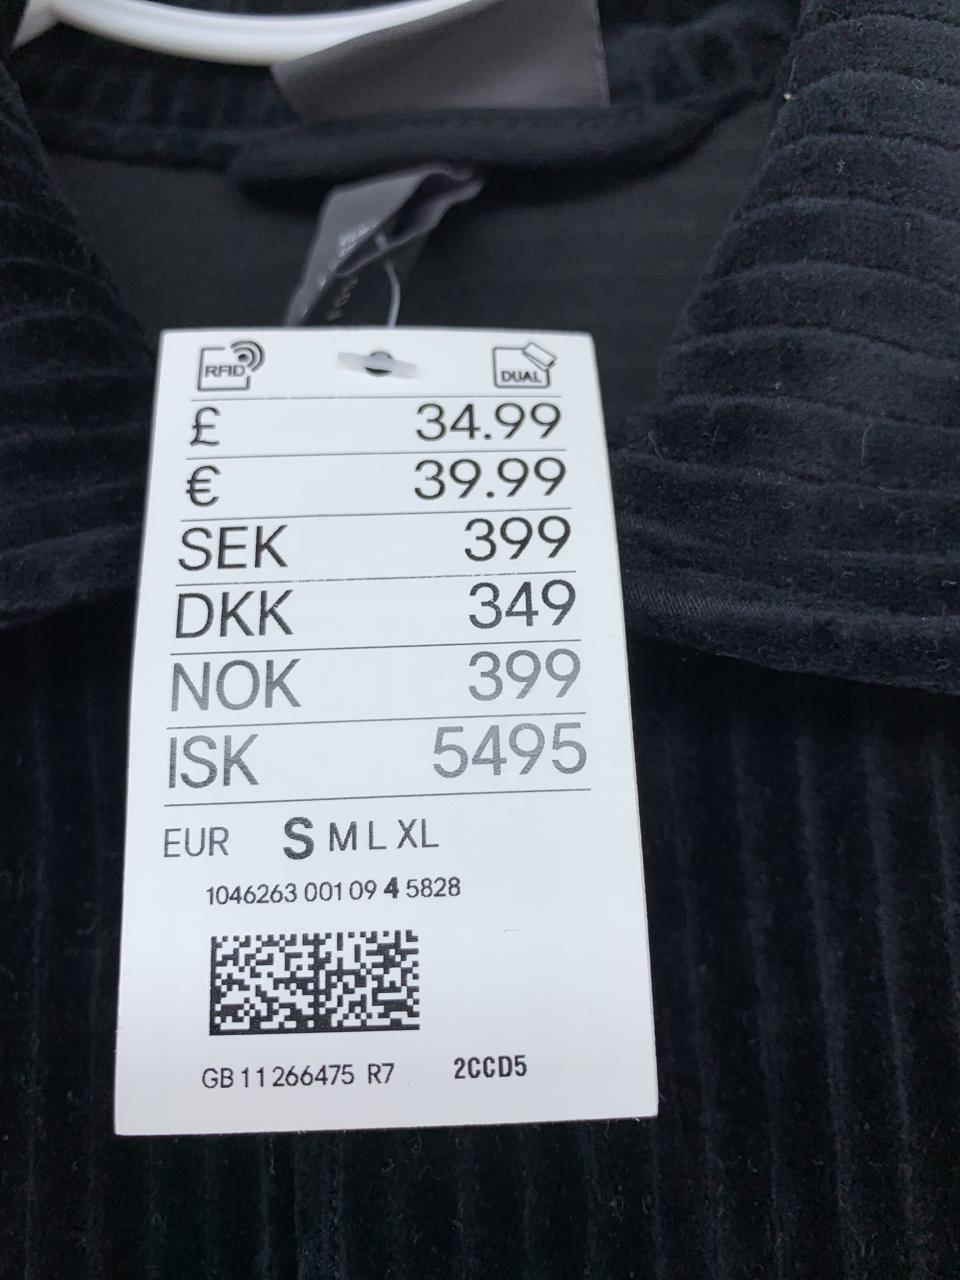 RFID DUAL
£ 34.99
€ 39.99
SEK 399
DKK 349
NOK 399
ISK 5495
EUR S M L XL
1046263 001 09 4 5828
GB 11 266475 R7 2CCD5